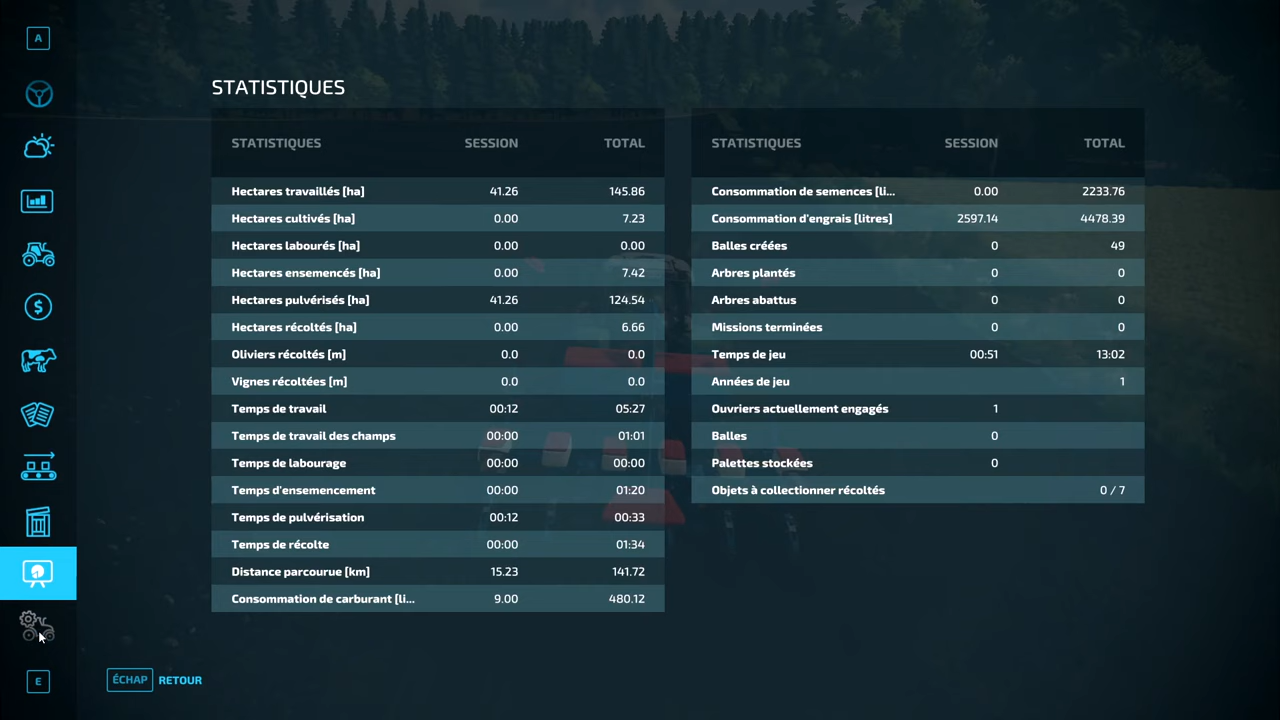 A
STATISTIQUES
STATISTIQUES SESSION TOTAL
Hectares travaillés [ha] 41.26 145.86
Hectares cultivés [ha] 0.00 7.23
Hectares labourés [ha] 0.00 0.00
Hectares ensemencés [ha] 0.00 7.42
Hectares pulvérisés [ha] 41.26 124.54
Hectares récoltés [ha] 0.00 6.66
Oliviers récoltés [m] 0.0 0.0
Vignes récoltées [m] 0.0 0.0
Temps de travail 00:12 05:27
Temps de travail des champs 00:00 01:01
Temps de labourage 00:00 00:00
Temps d'ensemencement 00:00 01:20
Temps de pulvérisation 00:12 00:33
Temps de récolte 00:00 01:34
Distance parcourue [km] 15.23 141.72
Consommation de carburant [li... 9.00 480.12
STATISTIQUES SESSION TOTAL
Consommation de semences [li... 0.00 2233.76
Consommation d'engrais [litres] 2597.14 4478.39
Balles créées 0 49
Arbres plantés 0 0
Arbres abattus 0 0
Missions terminées 0 0
Temps de jeu 00:51 13:02
Années de jeu 1
Ouvriers actuellement engagés 1
Balles 0
Palettes stockées 0
Objets à collectionner récoltés 0 / 7
E
ÉCHAP RETOUR